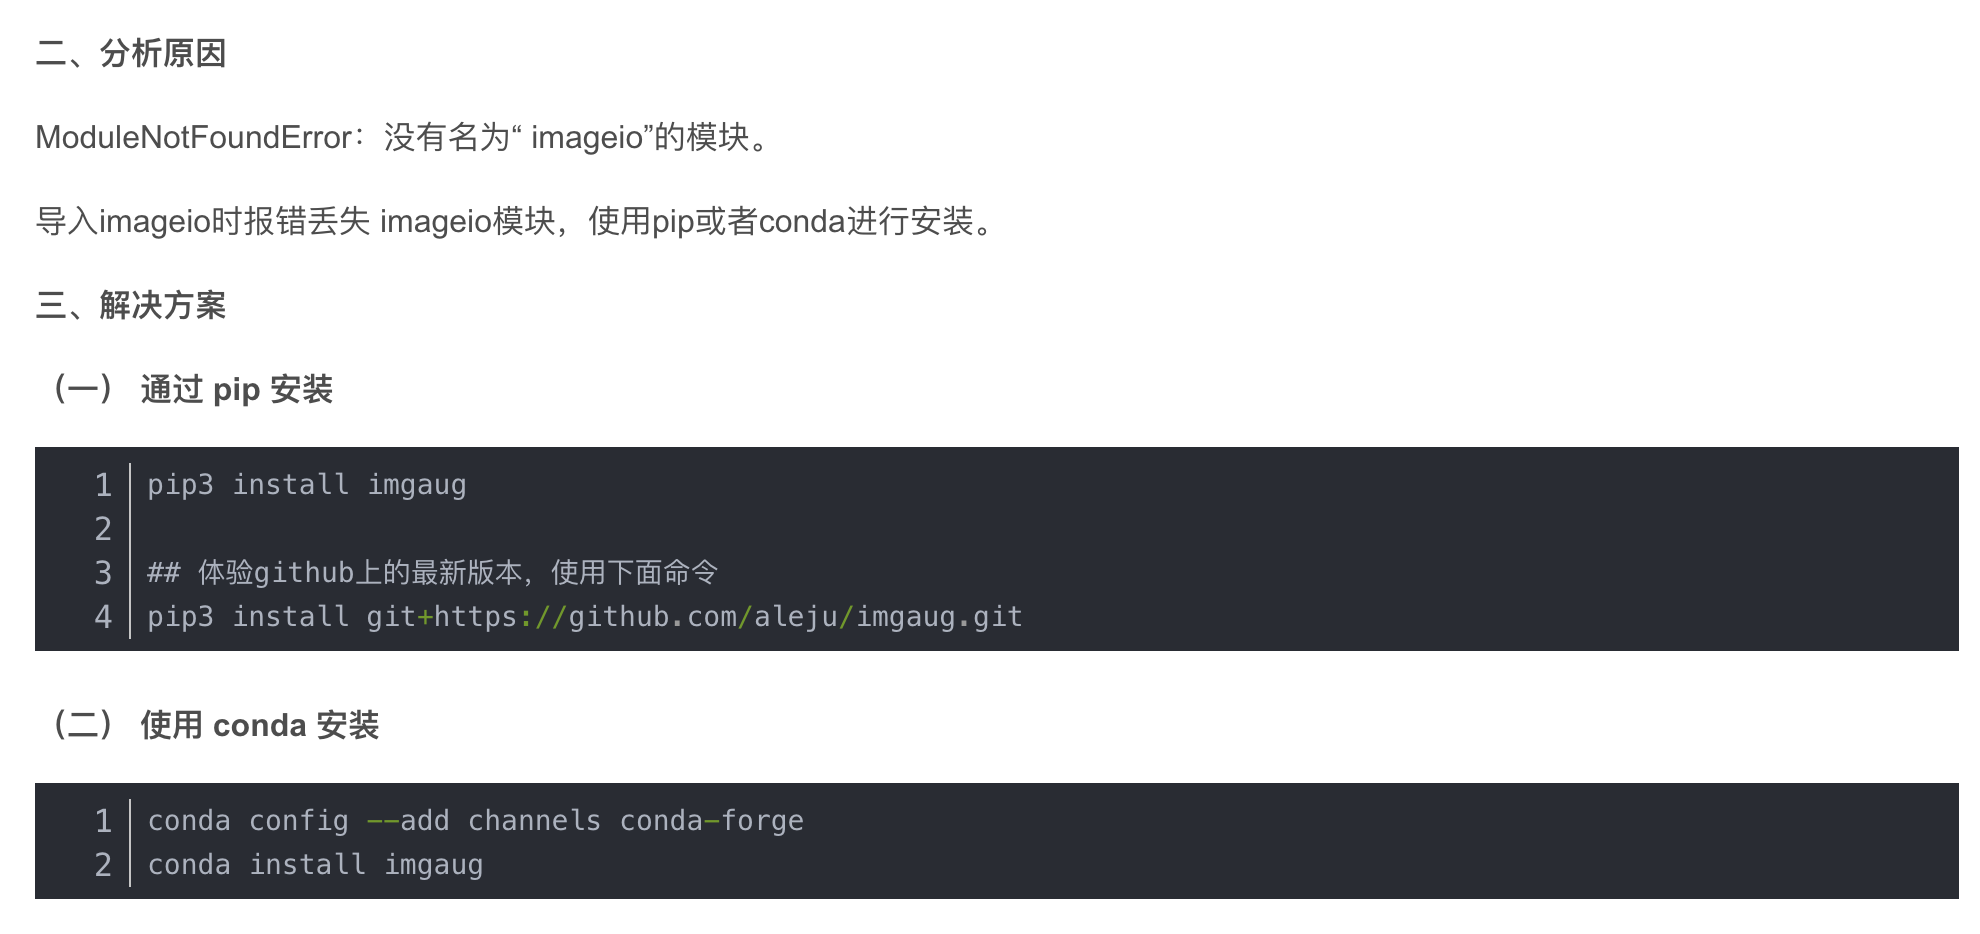 二、分析原因
ModuleNotFoundError：没有名为“ imageio”的模块。
导入imageio时报错丢失 imageio模块，使用pip或者conda进行安装。
三、解决方案
（一） 通过 pip 安装
1 pip3 install imgaug
2
3 ## 体验github上的最新版本，使用下面命令
4 pip3 install git+https://github.com/aleju/imgaug.git
（二） 使用 conda 安装
1 conda config --add channels conda-forge
2 conda install imgaug